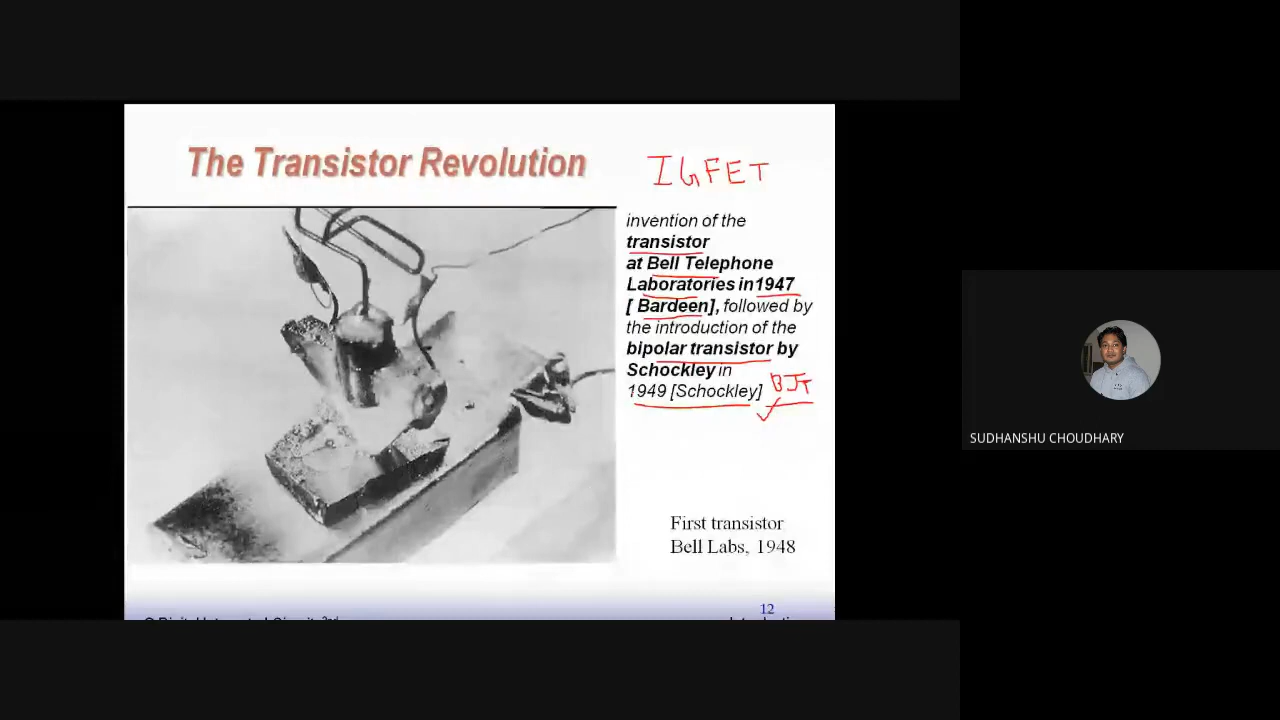 The Transistor Revolution
IGFET
invention of the
transistor
at Bell Telephone
Laboratories in1947
[ Bardeen], followed by
the introduction of the
bipolar transistor by
Schockley in
1949 [Schockley] BJT
First transistor
Bell Labs, 1948
12
SUDHANSHU CHOUDHARY